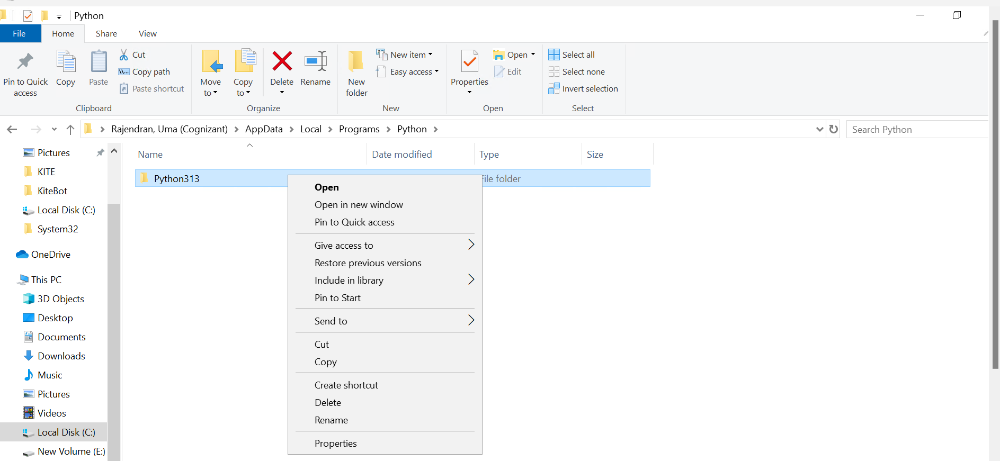 Python
File Home Share View
Pin to Quick access
Copy
Paste
Cut
Copy path
Paste shortcut
Clipboard
Move to
Copy to
Delete
Rename
Organize
New folder
New item
Easy access
New
Properties
Open
Edit
Open
Select all
Select none
Invert selection
Select
Rajendran, Uma (Cognizant) AppData Local Programs Python
Search Python
Pictures
KITE
KiteBot
Local Disk (C:)
System32
OneDrive
This PC
3D Objects
Desktop
Documents
Downloads
Music
Pictures
Videos
Local Disk (C:)
New Volume (E:)
Name Date modified Type Size
Python313 File folder
Open
Open in new window
Pin to Quick access
Give access to
Restore previous versions
Include in library
Pin to Start
Send to
Cut
Copy
Create shortcut
Delete
Rename
Properties